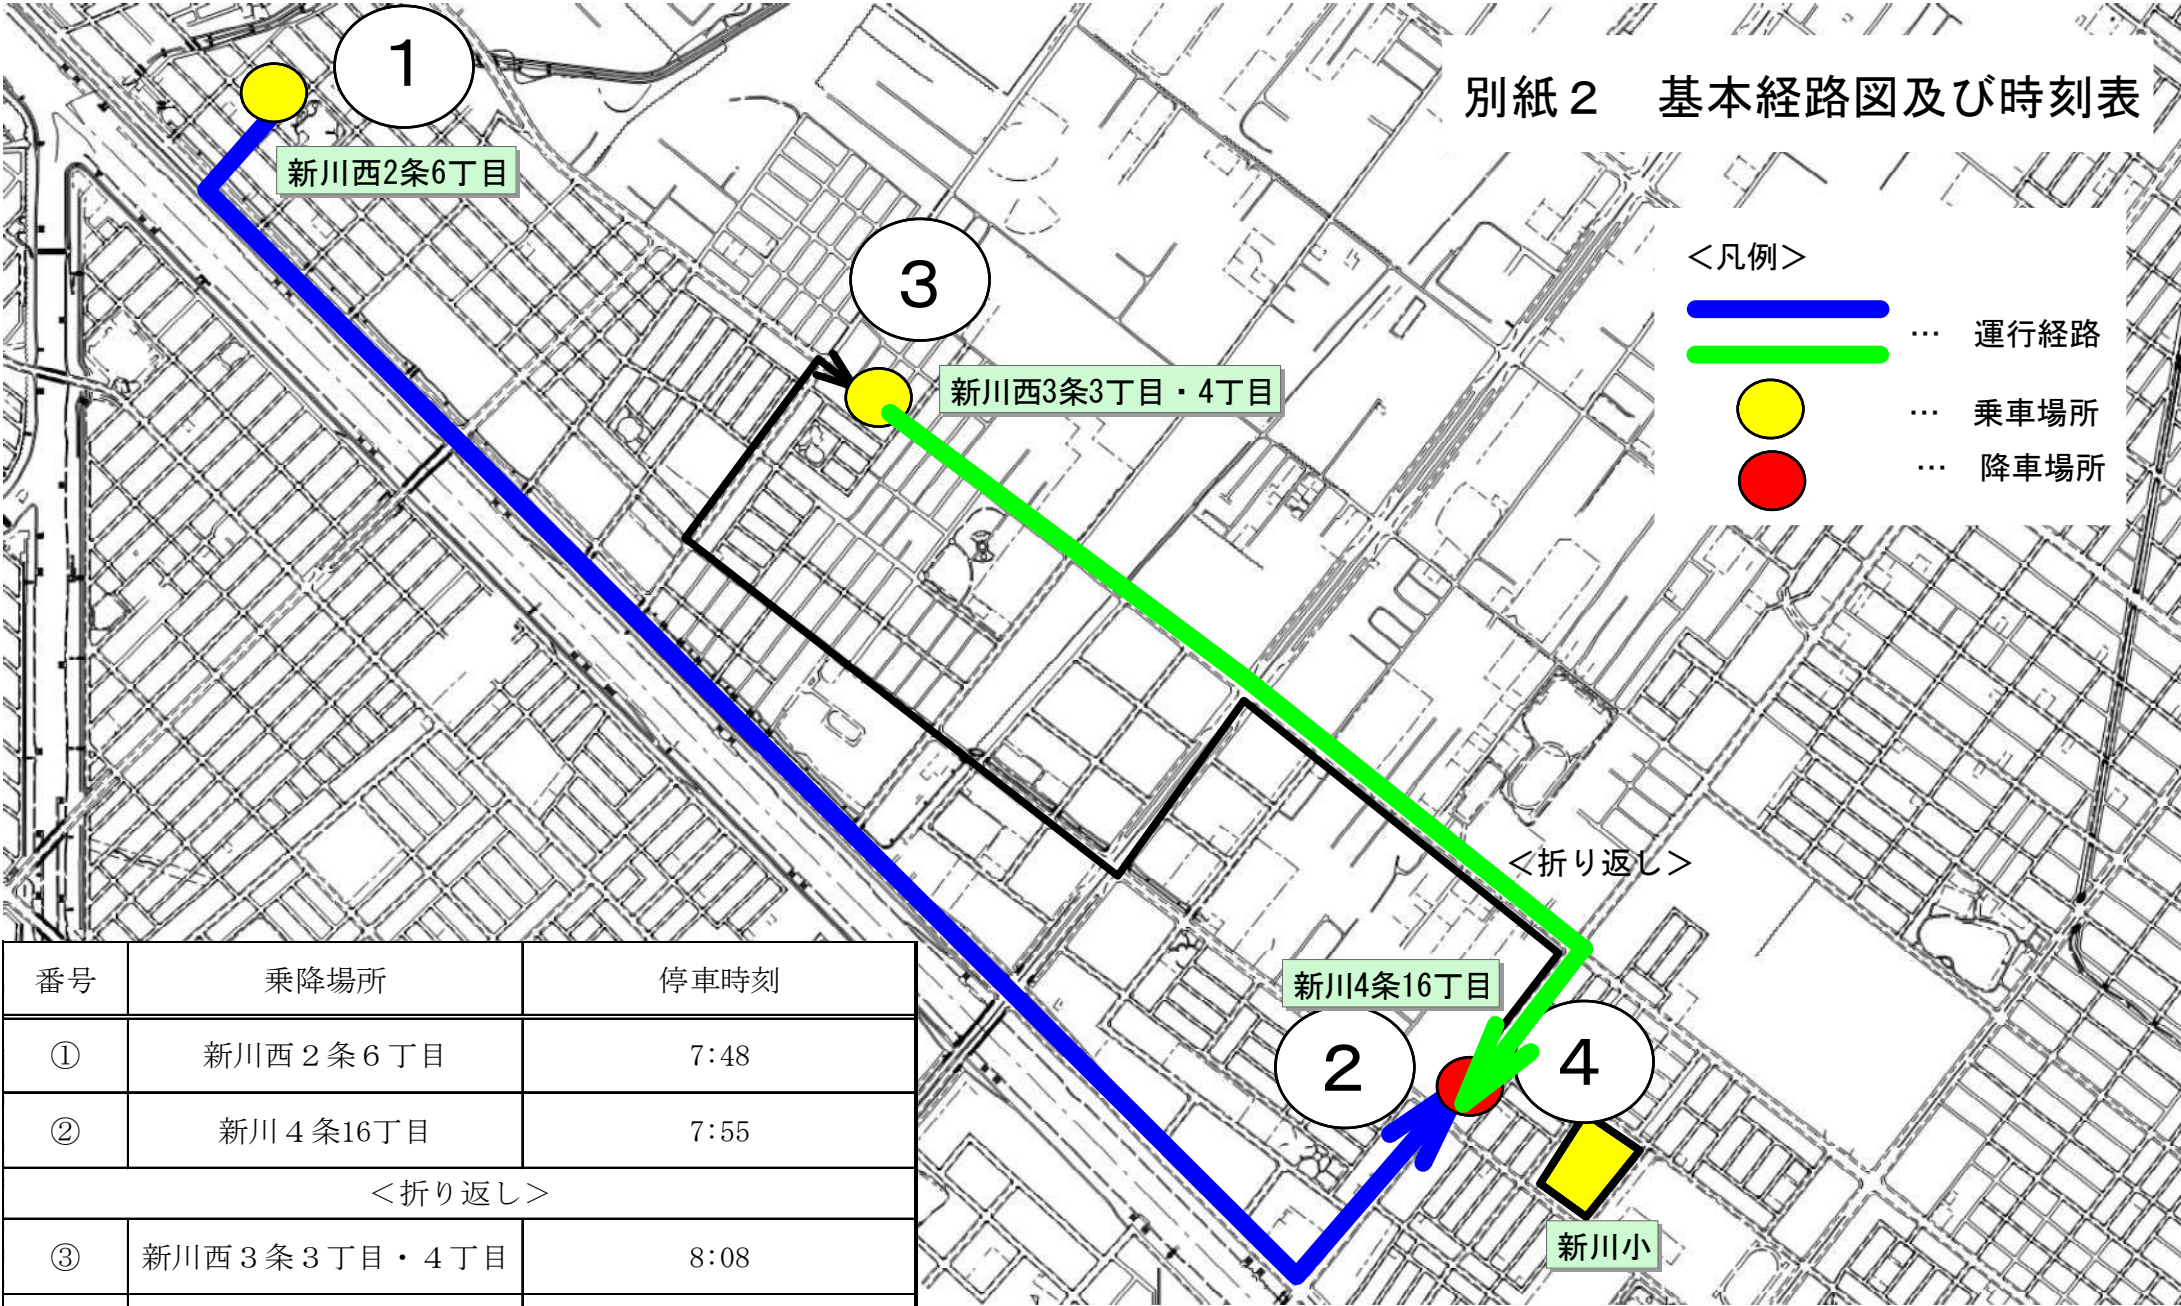 別紙２　基本経路図及び時刻表
1
新川西2条6丁目
3
新川西3条3丁目・4丁目
＜凡例＞
… 運行経路
… 乗車場所
… 降車場所
＜折り返し＞
新川4条16丁目
2
4
新川小
番号 乗降場所 停車時刻
① 新川西２条６丁目 7:48
② 新川４条16丁目 7:55
＜折り返し＞
③ 新川西３条３丁目・４丁目 8:08